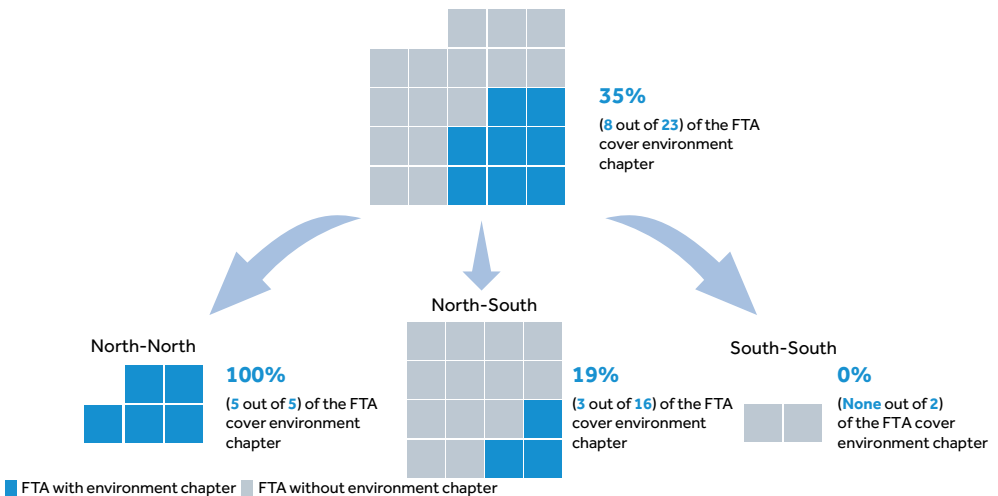 35%
(8 out of 23) of the FTA
cover environment
chapter
North-North
100%
(5 out of 5) of the FTA
cover environment
chapter
North-South
19%
(3 out of 16) of the FTA
cover environment
chapter
South-South
0%
(None out of 2)
of the FTA cover
environment chapter
FTA with environment chapter
FTA without environment chapter